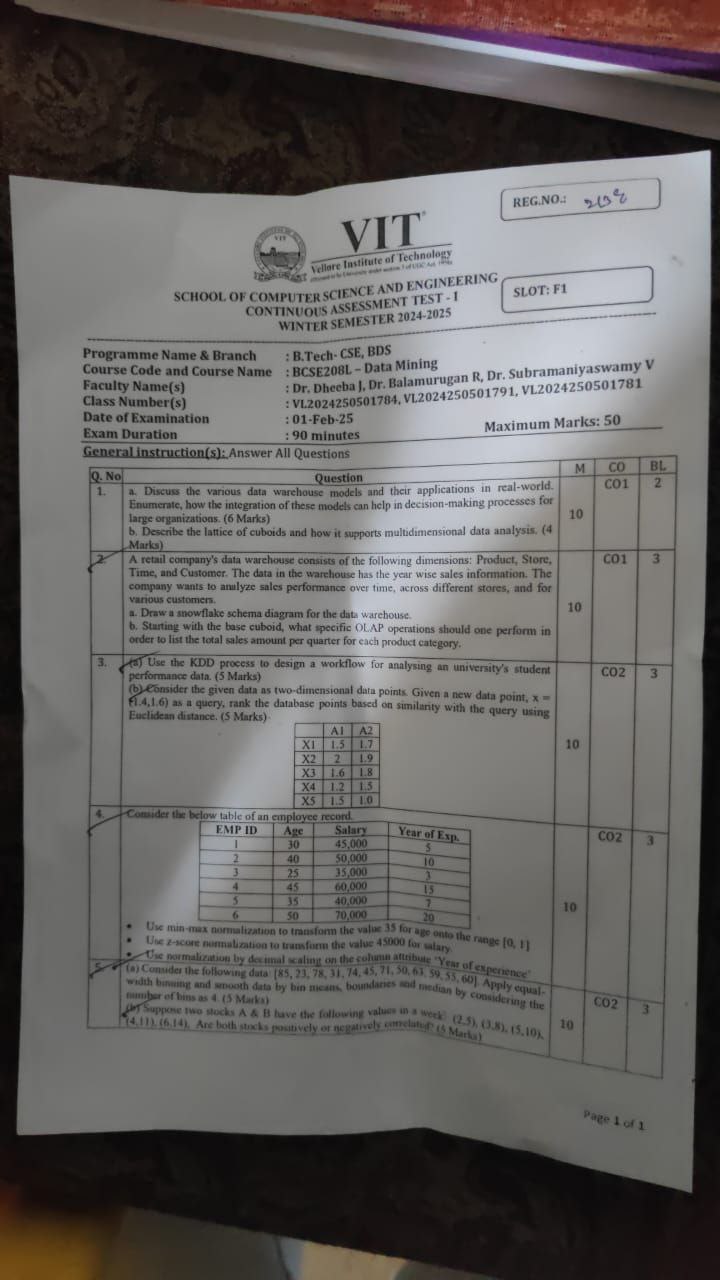 REG.NO.:
VIT
Vellore Institute of Technology
SCHOOL OF COMPUTER SCIENCE AND ENGINEERING
CONTINUOUS ASSESSMENT TEST - I
WINTER SEMESTER 2024-2025
SLOT: F1
Programme Name & Branch : B.Tech- CSE, BDS
Course Code and Course Name : BCSE208L – Data Mining
Faculty Name(s) : Dr. Dheeba J, Dr. Balamurugan R, Dr. Subramaniyaswamy V
Class Number(s) : VL2024250501784, VL2024250501791, VL2024250501781
Date of Examination : 01-Feb-25
Exam Duration : 90 minutes Maximum Marks: 50
General instruction(s): Answer All Questions
Q. No Question M CO BL
1. a. Discuss the various data warehouse models and their applications in real-world. 10 CO1 2
Enumerate, how the integration of these models can help in decision-making processes for
large organizations. (6 Marks)
b. Describe the lattice of cuboids and how it supports multidimensional data analysis. (4
Marks)
2. A retail company's data warehouse consists of the following dimensions: Product, Store, 10 CO1 3
Time, and Customer. The data in the warehouse has the year wise sales information. The
company wants to analyze sales performance over time, across different stores, and for
various customers.
a. Draw a snowflake schema diagram for the data warehouse.
b. Starting with the base cuboid, what specific OLAP operations should one perform in
order to list the total sales amount per quarter for each product category.
3. (a) Use the KDD process to design a workflow for analysing an university's student 10 CO2 3
performance data. (5 Marks)
(b) Consider the given data as two-dimensional data points. Given a new data point, x =
(1.4,1.6) as a query, rank the database points based on similarity with the query using
Euclidean distance. (5 Marks)
A1 A2
X1 1.5 1.7
X2 2 1.9
X3 1.6 1.8
X4 1.2 1.5
X5 1.5 1.0
4. Consider the below table of an employee record. 10 CO2 3
EMP ID Age Salary Year of Exp.
1 30 45,000 5
2 40 50,000 10
3 25 35,000 3
4 45 60,000 15
5 35 40,000 7
6 50 70,000 20
• Use min-max normalization to transform the value 35 for age onto the range [0, 1]
• Use z-score normalization to transform the value 45000 for salary.
• Use normalization by decimal scaling on the column attribute 'Year of experience'
5. (a) Consider the following data: [85, 23, 78, 31, 74, 45, 71, 50, 63, 59, 55, 60]. Apply equal- 10 CO2 3
width binning and smooth data by bin means, boundaries and median by considering the
number of bins as 4. (5 Marks)
(b) Suppose two stocks A & B have the following values in a week: (2,5), (3,8), (5,10),
(4,11), (6,14). Are both stocks positively or negatively correlated? (5 Marks)
Page 1 of 1